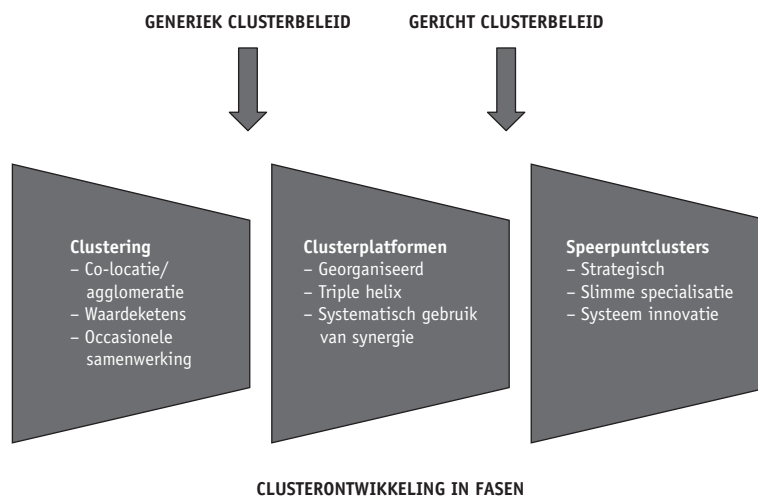 GENERIEK CLUSTERBELEID
GERICHT CLUSTERBELEID
Clustering
– Co-locatie/
agglomeratie
– Waardeketens
– Occasionele
samenwerking
Clusterplatformen
– Georganiseerd
– Triple helix
– Systematisch gebruik
van synergie
Speerpuntclusters
– Strategisch
– Slimme specialisatie
– Systeem innovatie
CLUSTERONTWIKKELING IN FASEN